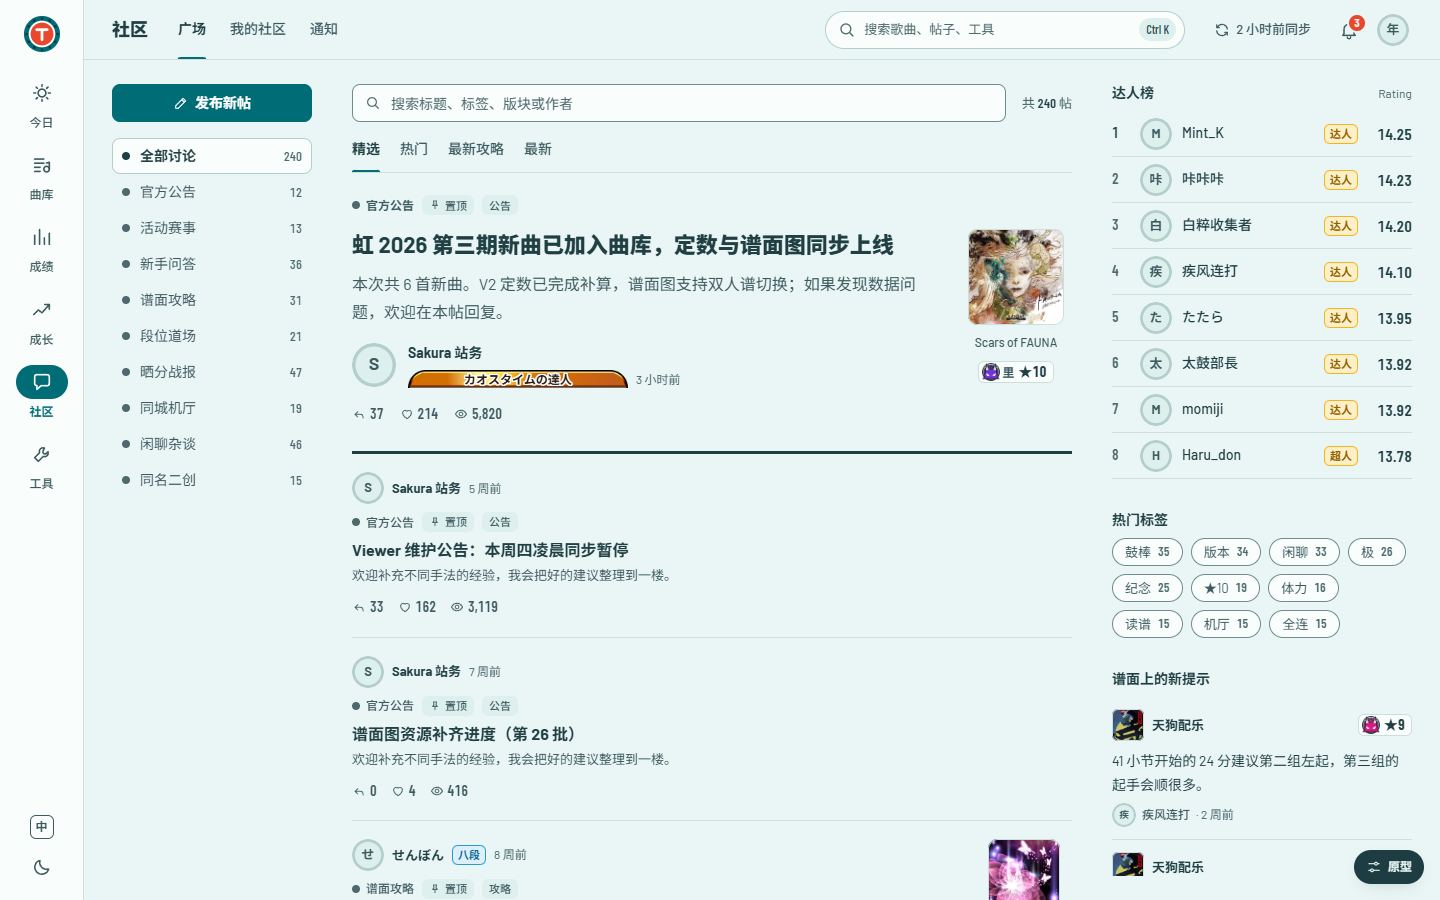 T
今日
曲库
成绩
成长
社区
工具
中
社区
广场
我的社区
通知
搜索歌曲、帖子、工具
Ctrl K
2 小时前同步
3
年
发布新帖
全部讨论 240
官方公告 12
活动赛事 13
新手问答 36
谱面攻略 31
段位道场 21
晒分战报 47
同城机厅 19
闲聊杂谈 46
同名二创 15
搜索标题、标签、版块或作者
共 240 帖
精选 热门 最新攻略 最新
官方公告 置顶 公告
虹 2026 第三期新曲已加入曲库，定数与谱面图同步上线
本次共 6 首新曲。V2 定数已完成补算，谱面图支持双人谱切换；如果发现数据问
题，欢迎在本帖回复。
S
Sakura 站务
カオスタイムの達人
3 小时前
37 214 5,820
Scars of FAUNA
里 ★10
S Sakura 站务 5 周前
官方公告 置顶 公告
Viewer 维护公告：本周四凌晨同步暂停
欢迎补充不同手法的经验，我会把好的建议整理到一楼。
33 162 3,119
S Sakura 站务 7 周前
官方公告 置顶 公告
谱面图资源补齐进度（第 26 批）
欢迎补充不同手法的经验，我会把好的建议整理到一楼。
0 4 416
せ せんぽん 八段 8 周前
谱面攻略 置顶 攻略
达人榜 Rating
1 M Mint_K 达人 14.25
2 咔 咔咔咔 达人 14.23
3 白 白粹收集者 达人 14.20
4 疾 疾风连打 达人 14.10
5 た たたら 达人 13.95
6 太 太鼓部長 达人 13.92
7 M momiji 达人 13.92
8 H Haru_don 超人 13.78
热门标签
鼓棒 35 版本 34 闲聊 33 极 26
纪念 25 ★10 19 体力 16
读谱 15 机厅 15 全连 15
谱面上的新提示
天狗配乐 ★9
41 小节开始的 24 分建议第二组左起，第三组的
起手会顺很多。
疾 疾风连打 · 2 周前
天狗配乐
原型